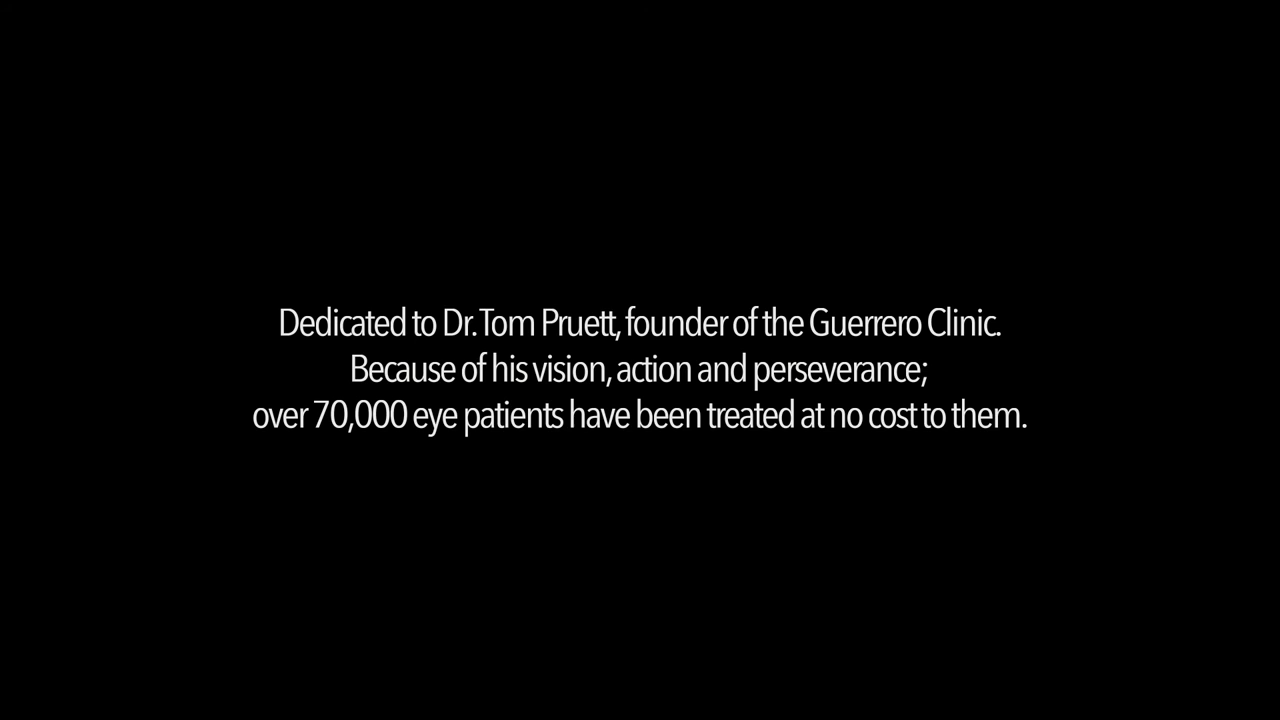 Dedicated to Dr. Tom Pruett, founder of the Guerrero Clinic.
Because of his vision, action and perseverance;
over 70,000 eye patients have been treated at no cost to them.